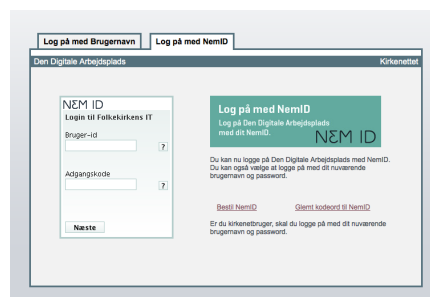 Log på med Brugernavn
Log på med NemID
Den Digitale Arbejdsplads
Kirkenettet
NEM ID
Login til Folkekirkens IT
Bruger-id
?
Adgangskode
?
Næste
Log på med NemID
Log på Den Digitale Arbejdsplads
med dit NemID.
NEM ID
Du kan nu logge på Den Digitale Arbejdsplads med NemID.
Du kan også vælge at logge på med dit nuværende
brugernavn og password.
Bestil NemID
Glemt kodeord til NemID
Er du kirkenetbruger, skal du logge på med dit nuværende
brugernavn og password.